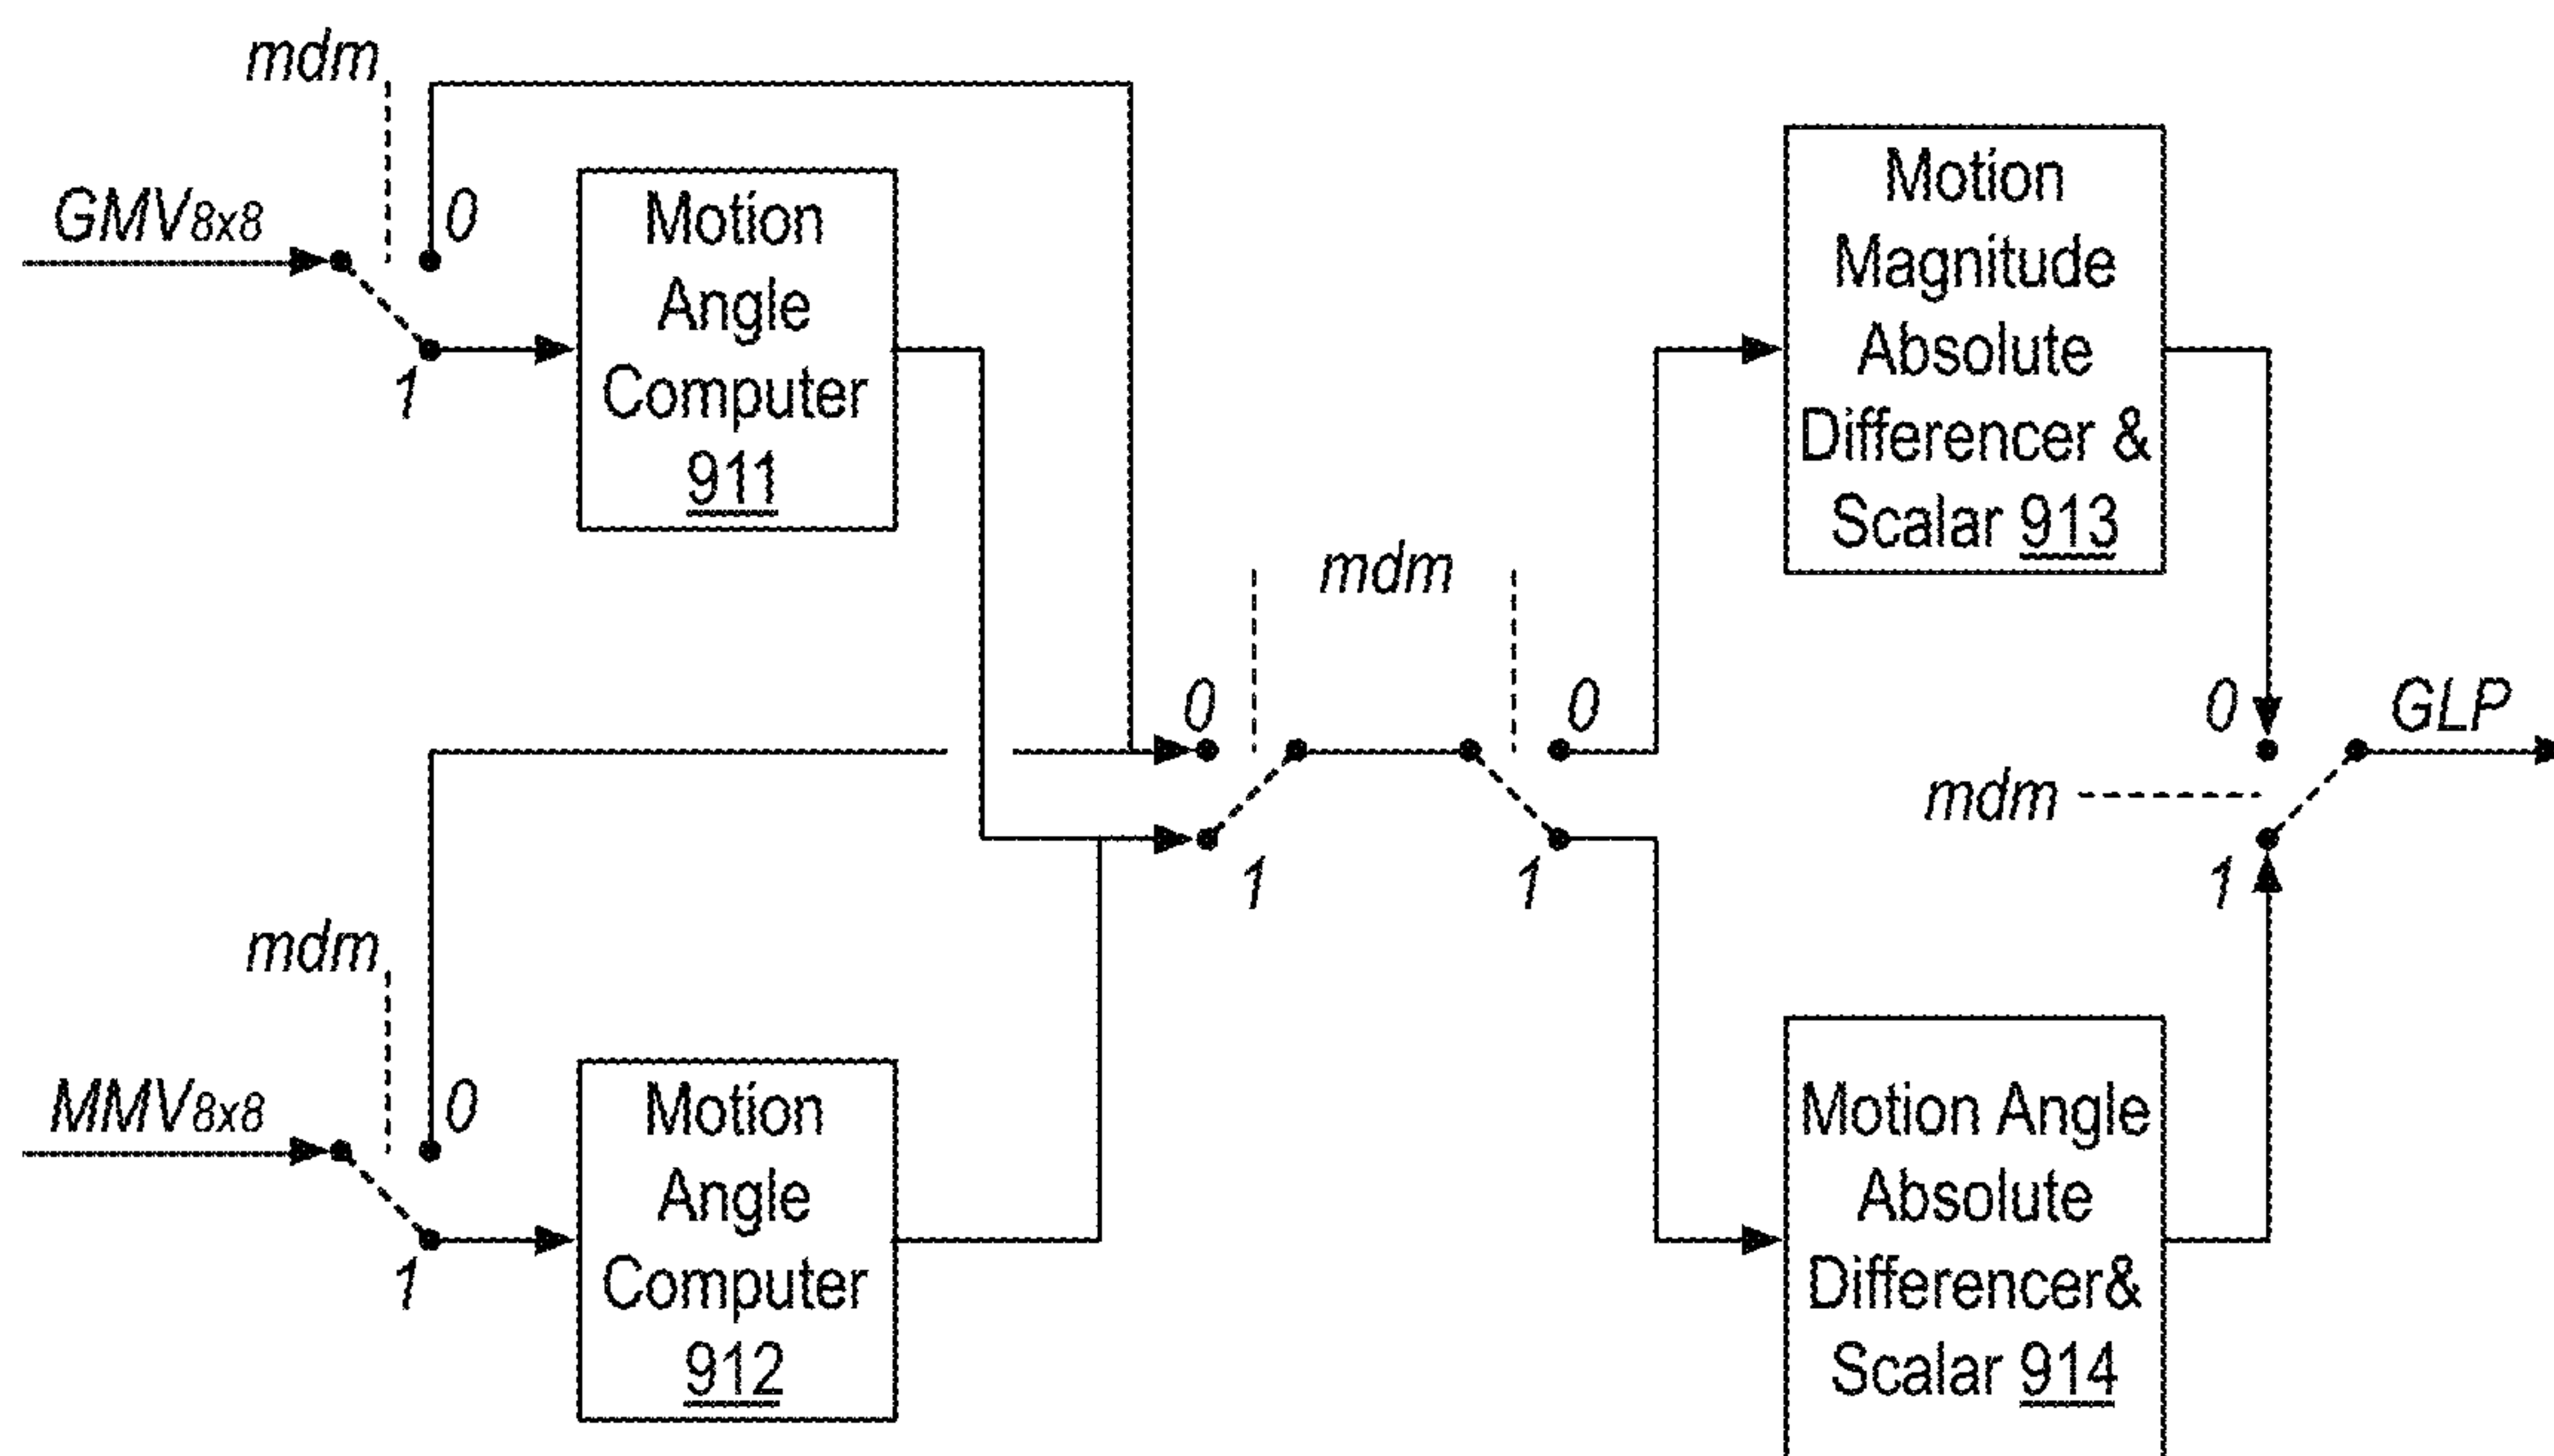 mdm
0
GMV8x8
1
Motion
Angle
Computer
911
Motion
Magnitude
Absolute
Differencer &
Scalar 913
mdm
0
1
0
1
mdm
0
1
GLP
mdm
0
MMV8x8
1
Motion
Angle
Computer
912
Motion Angle
Absolute
Differencer&
Scalar 914